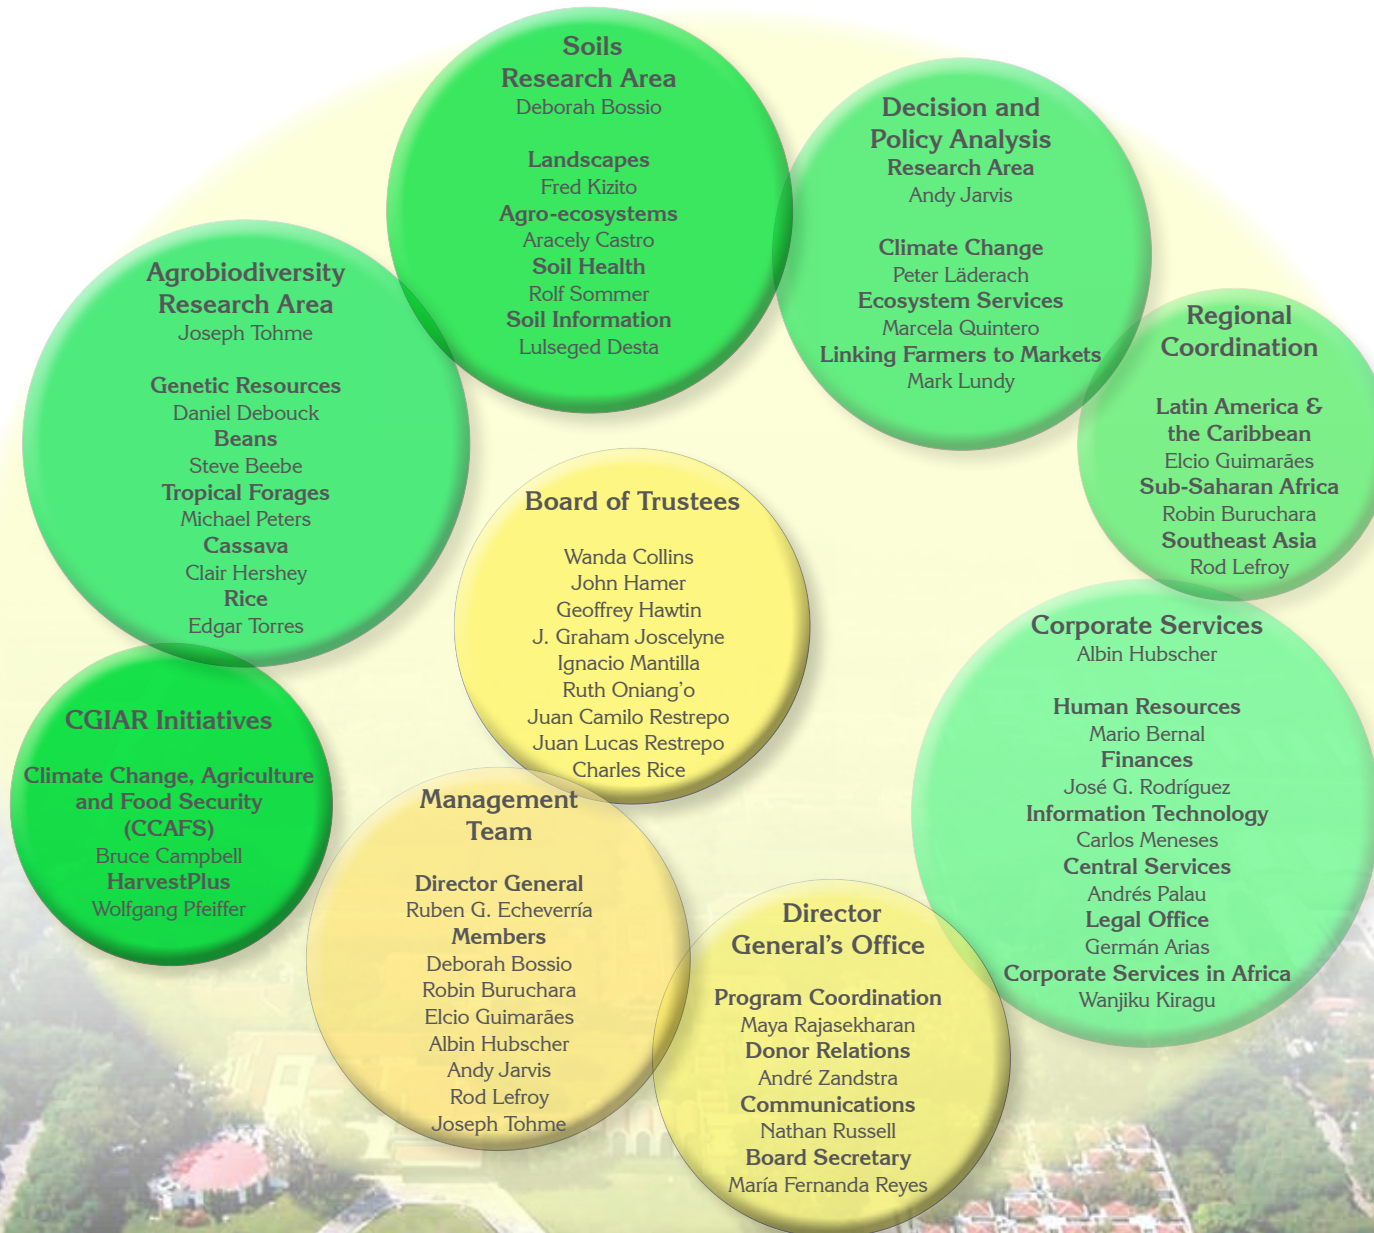 Soils
Research Area
Deborah Bossio
Landscapes
Fred Kizito
Agro-ecosystems
Aracely Castro
Soil Health
Rolf Sommer
Soil Information
Lulseged Desta
Decision and
Policy Analysis
Research Area
Andy Jarvis
Climate Change
Peter Läderach
Ecosystem Services
Marcela Quintero
Linking Farmers to Markets
Mark Lundy
Agrobiodiversity
Research Area
Joseph Tohme
Genetic Resources
Daniel Debouck
Beans
Steve Beebe
Tropical Forages
Michael Peters
Cassava
Clair Hershey
Rice
Edgar Torres
Regional
Coordination
Latin America &
the Caribbean
Elcio Guimarães
Sub-Saharan Africa
Robin Buruchara
Southeast Asia
Rod Lefroy
Board of Trustees
Wanda Collins
John Hamer
Geoffrey Hawtin
J. Graham Joscelyne
Ignacio Mantilla
Ruth Oniang'o
Juan Camilo Restrepo
Juan Lucas Restrepo
Charles Rice
Corporate Services
Albin Hubscher
Human Resources
Mario Bernal
Finances
José G. Rodríguez
Information Technology
Carlos Meneses
Central Services
Andrés Palau
Legal Office
Germán Arias
Corporate Services in Africa
Wanjiku Kiragu
CGIAR Initiatives
Climate Change, Agriculture
and Food Security
(CCAFS)
Bruce Campbell
HarvestPlus
Wolfgang Pfeiffer
Management
Team
Director General
Ruben G. Echeverría
Members
Deborah Bossio
Robin Buruchara
Elcio Guimarães
Albin Hubscher
Andy Jarvis
Rod Lefroy
Joseph Tohme
Director
General's Office
Program Coordination
Maya Rajasekharan
Donor Relations
André Zandstra
Communications
Nathan Russell
Board Secretary
María Fernanda Reyes